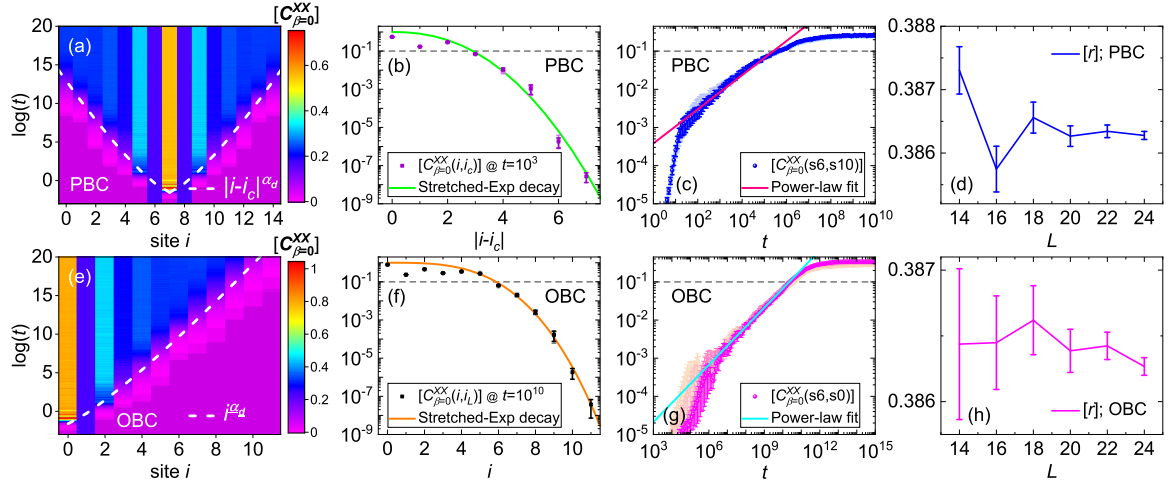 [C^{XX}_{β=0}]
20
15
10
5
0
log(t)
(a)
PBC
|i-i_c|^{α_d}
0 2 4 6 8 10 12 14
site i
0.6
0.4
0.2
0
10^{-1}
10^{-3}
10^{-5}
10^{-7}
10^{-9}
(b)
PBC
[C^{XX}_{β=0}(i,i_c)] @ t=10^3
Stretched-Exp decay
0 2 4 6
|i-i_c|
10^0
10^{-1}
10^{-2}
10^{-3}
10^{-4}
10^{-5}
PBC
(c)
[C^{XX}_{β=0}(s6,s10)]
Power-law fit
10^0 10^2 10^4 10^6 10^8 10^{10}
t
0.388
0.387
0.386
[r]; PBC
(d)
14 16 18 20 22 24
L
[C^{XX}_{β=0}]
20
15
10
5
0
log(t)
(e)
OBC
i^{α_d}
0 2 4 6 8 10
site i
1
0.8
0.6
0.4
0.2
0
10^{-1}
10^{-3}
10^{-5}
10^{-7}
10^{-9}
(f)
OBC
[C^{XX}_{β=0}(i,i_L)] @ t=10^{10}
Stretched-Exp decay
0 2 4 6 8 10
i
10^0
10^{-1}
10^{-2}
10^{-3}
10^{-4}
10^{-5}
OBC
(g)
[C^{XX}_{β=0}(s6,s0)]
Power-law fit
10^3 10^6 10^9 10^{12} 10^{15}
t
0.387
0.386
(h)
[r]; OBC
14 16 18 20 22 24
L